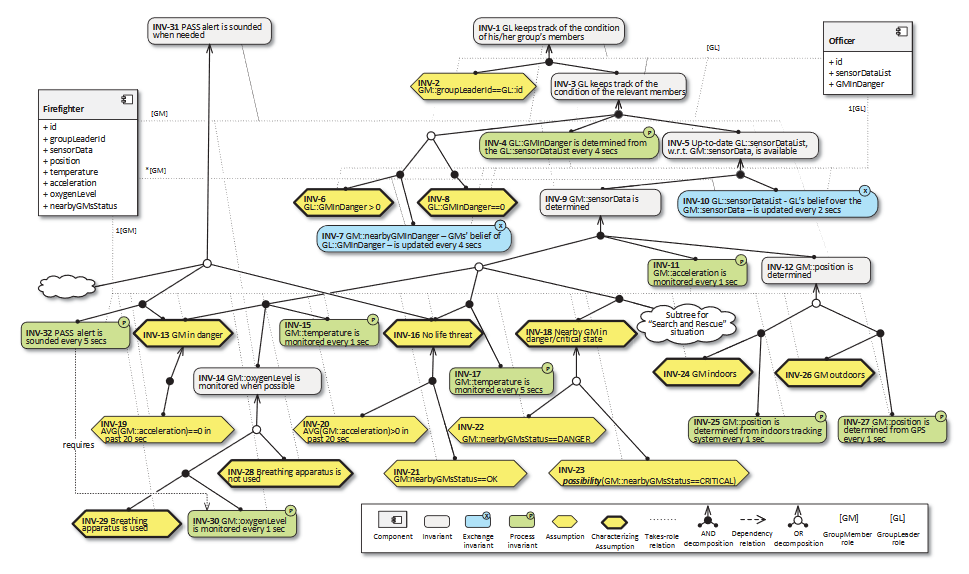 INV-31 PASS alert is sounded
when needed
INV-1 GL keeps track of the condition
of his/her group's members
[GL]
Officer
+ id
+ sensorDataList
+ GMInDanger
1[GL]
INV-2
GM::groupLeaderId==GL::id
INV-3 GL keeps track of the
condition of the relevant members
Firefighter
+ id
+ groupLeaderId
+ sensorData
+ position
+ temperature
+ acceleration
+ oxygenLevel
+ nearbyGMsStatus
[GM]
*[GM]
1[GM]
P
INV-4 GL::GMInDanger is determined from
the GL::sensorDataList every 4 secs
INV-5 Up-to-date GL::sensorDataList,
w.r.t. GM::sensorData, is available
INV-6
GL::GMInDanger > 0
INV-8
GL::GMInDanger==0
INV-9 GM::sensorData is
determined
X
INV-10 GL::sensorDataList - GL's belief over the
GM::sensorData – is updated every 2 secs
X
INV-7 GM::nearbyGMInDanger – GMs' belief of
GL::GMInDanger – is updated every 4 secs
P
INV-11
GM::acceleration is
monitored every 1 sec
INV-12 GM::position is
determined
P
INV-32 PASS alert is
sounded every 5 secs
INV-13 GM in danger
P
INV-15
GM::temperature is
monitored every 1 sec
INV-16 No life threat
INV-18 Nearby GM in
danger/critical state
Subtree for
"Search and Rescue"
situation
INV-14 GM::oxygenLevel is
monitored when possible
P
INV-17
GM::temperature is
monitored every 5 secs
INV-24 GM indoors
INV-26 GM outdoors
INV-19
AVG(GM::acceleration)==0 in
past 20 sec
INV-20
AVG(GM::acceleration)>0 in
past 20 sec
INV-22
GM::nearbyGMsStatus==DANGER
P
INV-25 GM::position is
determined from indoors tracking
system every 1 sec
P
INV-27 GM::position is
determined from GPS
every 1 sec
requires
INV-28 Breathing apparatus is
not used
INV-21
GM:nearbyGMsStatus==OK
INV-23
possibility(GM::nearbyGMsStatus==CRITICAL)
INV-29 Breathing
apparatus is used
P
INV-30 GM::oxygenLevel
is monitored every 1 sec
X
P
[GM]
[GL]
Component
Invariant
Exchange
invariant
Process
invariant
Assumption
Characterizing
Assumption
Takes-role
relation
AND
decomposition
Dependency
relation
OR
decomposition
GroupMember
role
GroupLeader
role